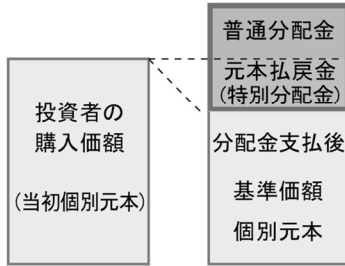 投資者の
購入価額
(当初個別元本)
普通分配金
元本払戻金
(特別分配金)
分配金支払後
基準価額
個別元本